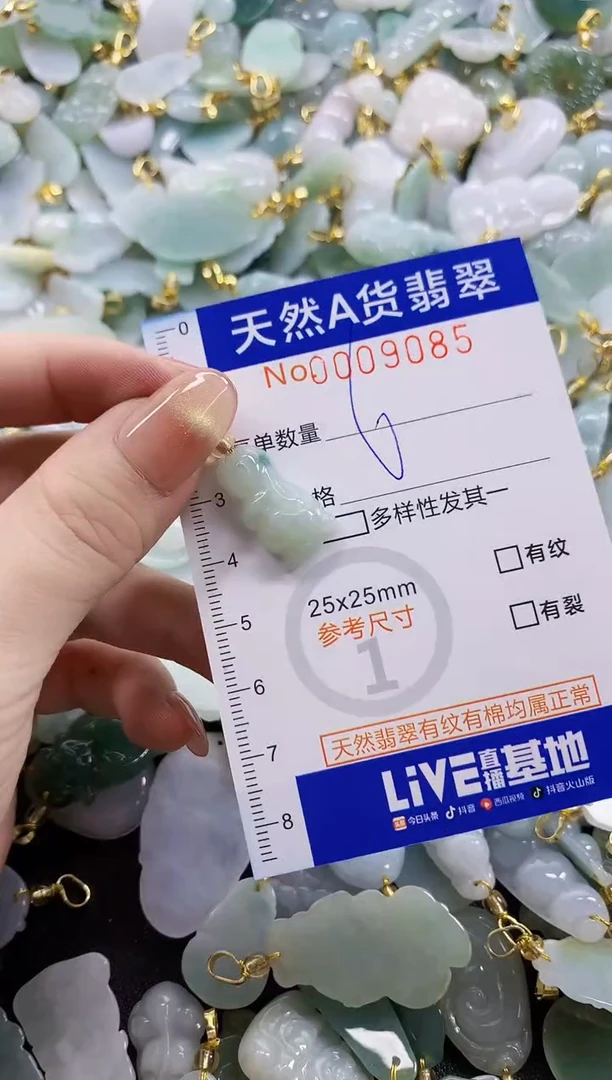 0
天然A货翡翠
No0009085
单数量
格
3
多样性发其一
4
有纹
25x25mm
5
参考尺寸
有裂
1
6
天然翡翠有纹有棉均属正常
7
LiVE直播基地
8
头条 今日头条 抖音 西瓜视频 抖音火山版